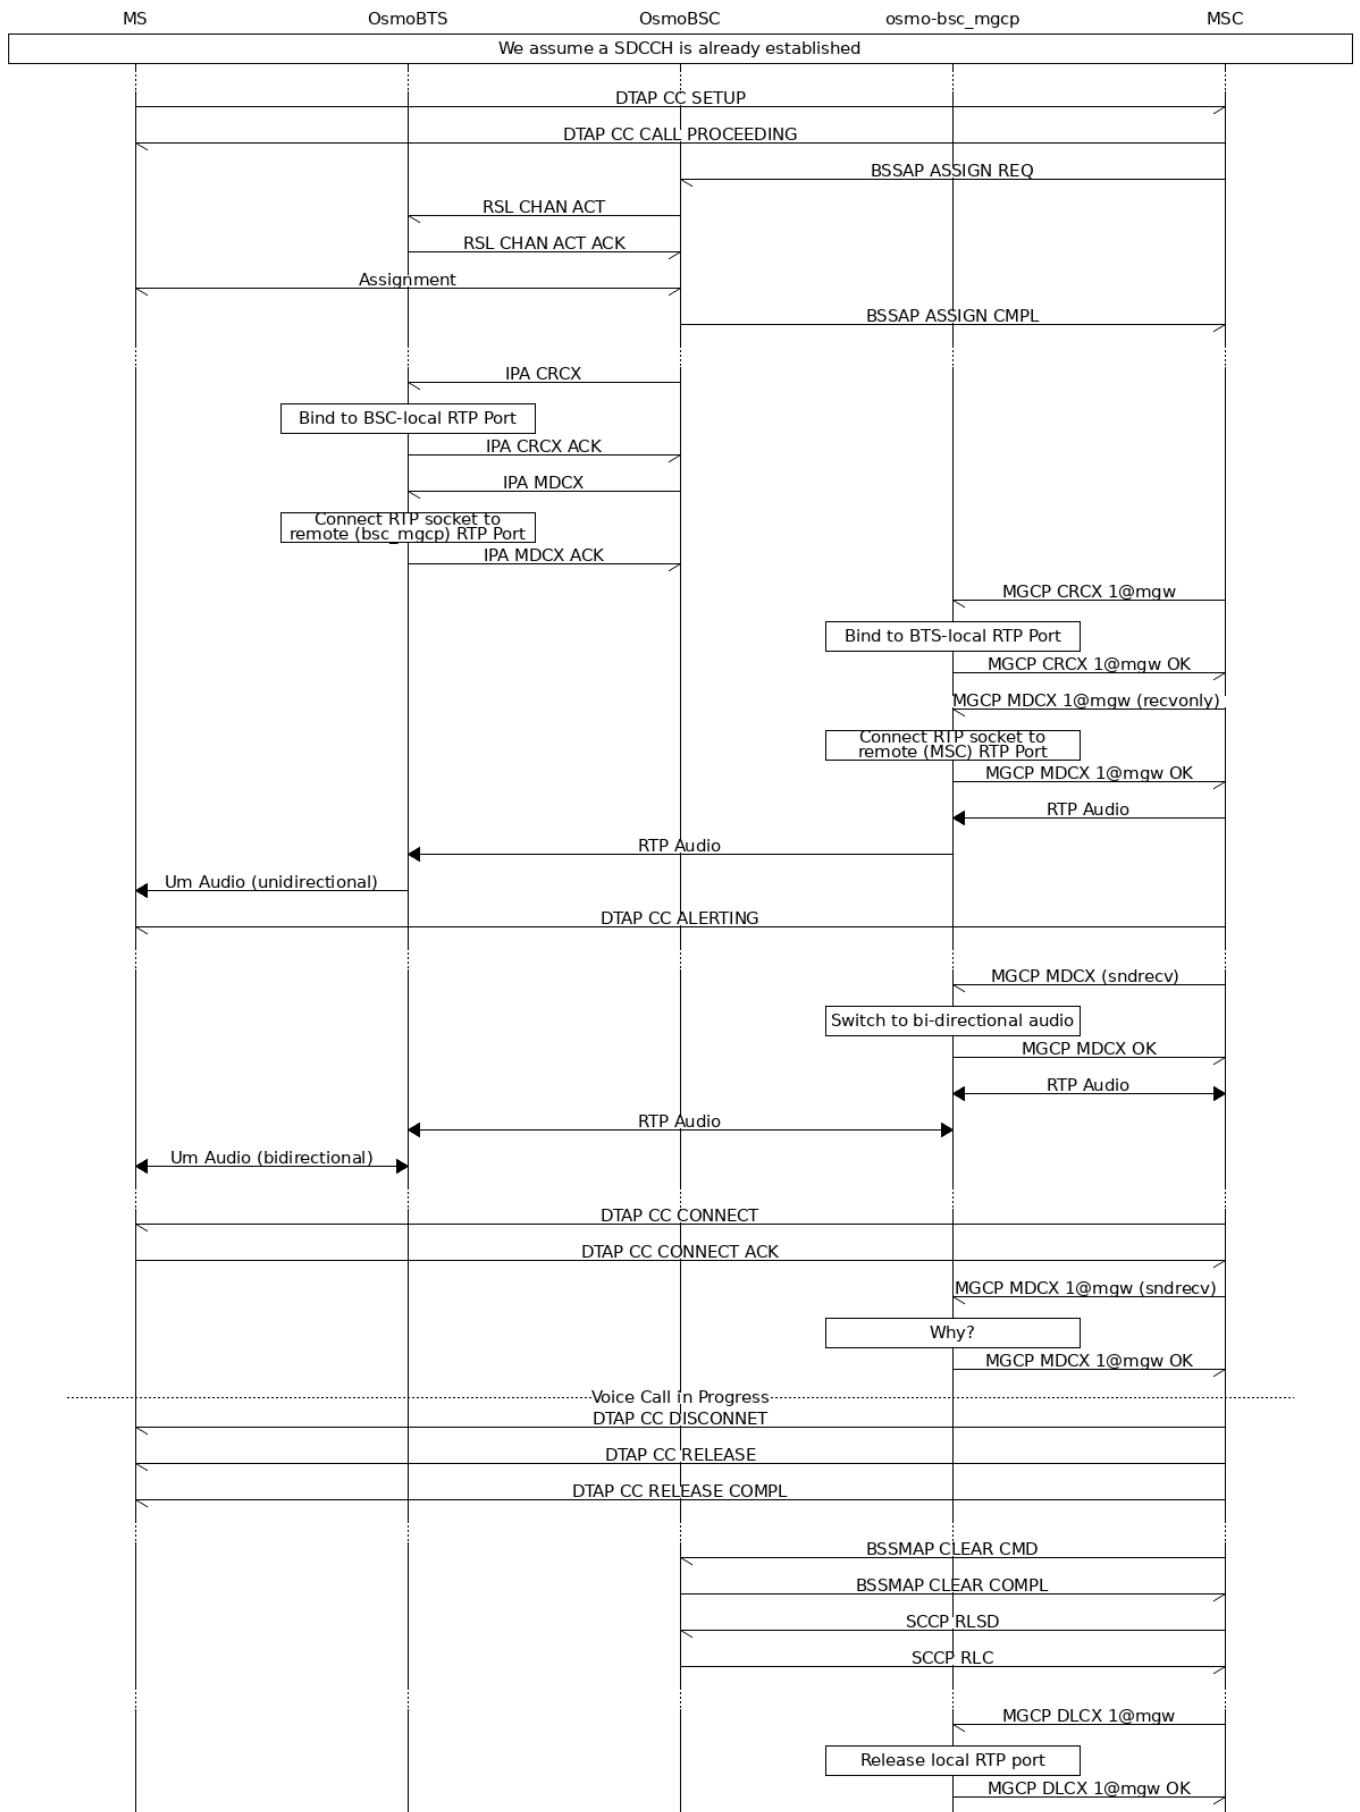 MS OsmoBTS OsmoBSC osmo-bsc_mgcp MSC
We assume a SDCCH is already established
DTAP CC SETUP
DTAP CC CALL PROCEEDING
BSSAP ASSIGN REQ
RSL CHAN ACT
RSL CHAN ACT ACK
Assignment
BSSAP ASSIGN CMPL
IPA CRCX
Bind to BSC-local RTP Port
IPA CRCX ACK
IPA MDCX
Connect RTP socket to
remote (bsc_mgcp) RTP Port
IPA MDCX ACK
MGCP CRCX 1@mgw
Bind to BTS-local RTP Port
MGCP CRCX 1@mgw OK
MGCP MDCX 1@mgw (recvonly)
Connect RTP socket to
remote (MSC) RTP Port
MGCP MDCX 1@mgw OK
RTP Audio
RTP Audio
Um Audio (unidirectional)
DTAP CC ALERTING
MGCP MDCX (sndrecv)
Switch to bi-directional audio
MGCP MDCX OK
RTP Audio
RTP Audio
Um Audio (bidirectional)
DTAP CC CONNECT
DTAP CC CONNECT ACK
MGCP MDCX 1@mgw (sndrecv)
Why?
MGCP MDCX 1@mgw OK
Voice Call in Progress
DTAP CC DISCONNET
DTAP CC RELEASE
DTAP CC RELEASE COMPL
BSSMAP CLEAR CMD
BSSMAP CLEAR COMPL
SCCP RLSD
SCCP RLC
MGCP DLCX 1@mgw
Release local RTP port
MGCP DLCX 1@mgw OK